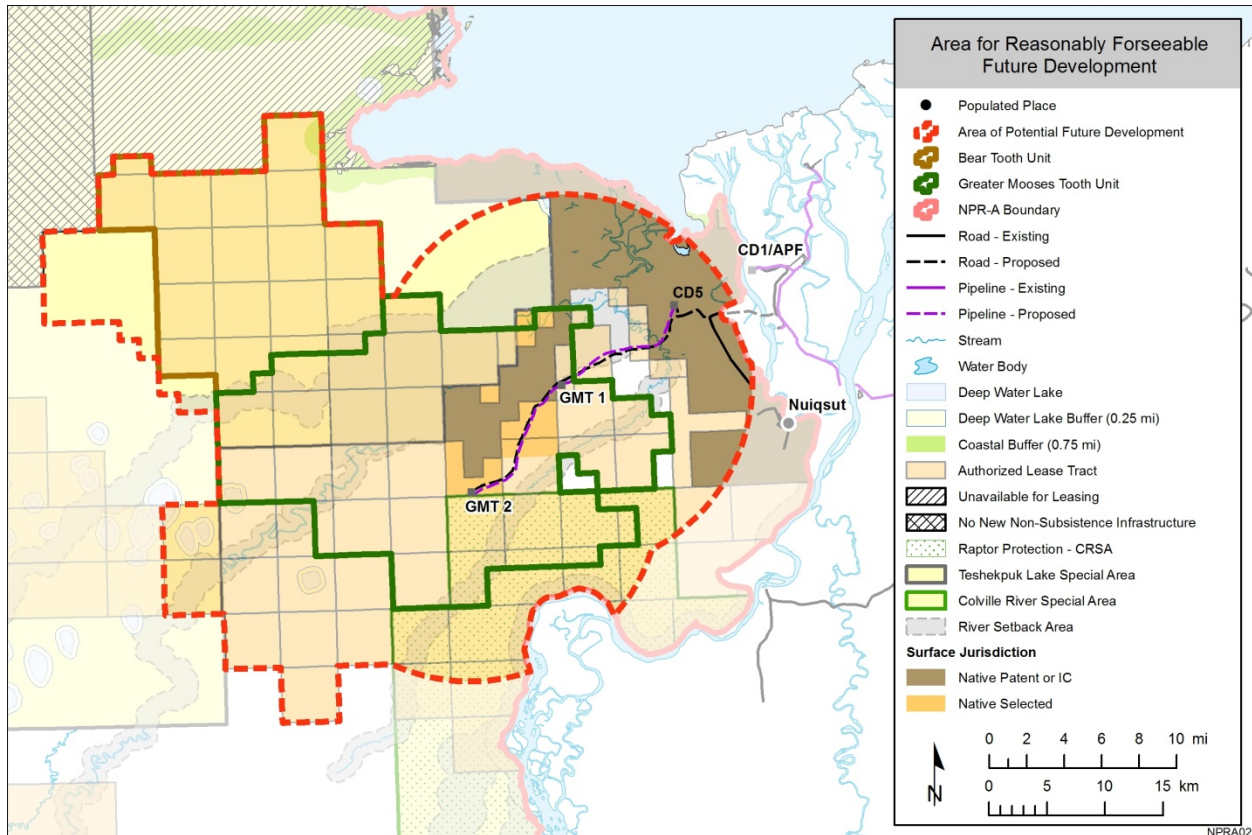 Area for Reasonably Forseeable
Future Development
Populated Place
Area of Potential Future Development
Bear Tooth Unit
Greater Mooses Tooth Unit
NPR-A Boundary
Road - Existing
Road - Proposed
Pipeline - Existing
Pipeline - Proposed
Stream
Water Body
Deep Water Lake
Deep Water Lake Buffer (0.25 mi)
Coastal Buffer (0.75 mi)
Authorized Lease Tract
Unavailable for Leasing
No New Non-Subsistence Infrastructure
Raptor Protection - CRSA
Teshekpuk Lake Special Area
Colville River Special Area
River Setback Area
Surface Jurisdiction
Native Patent or IC
Native Selected
0 2 4 6 8 10 mi
0 5 10 15 km
N
CD1/APF
CD5
GMT 1
Nuiqsut
GMT 2
NPRA02